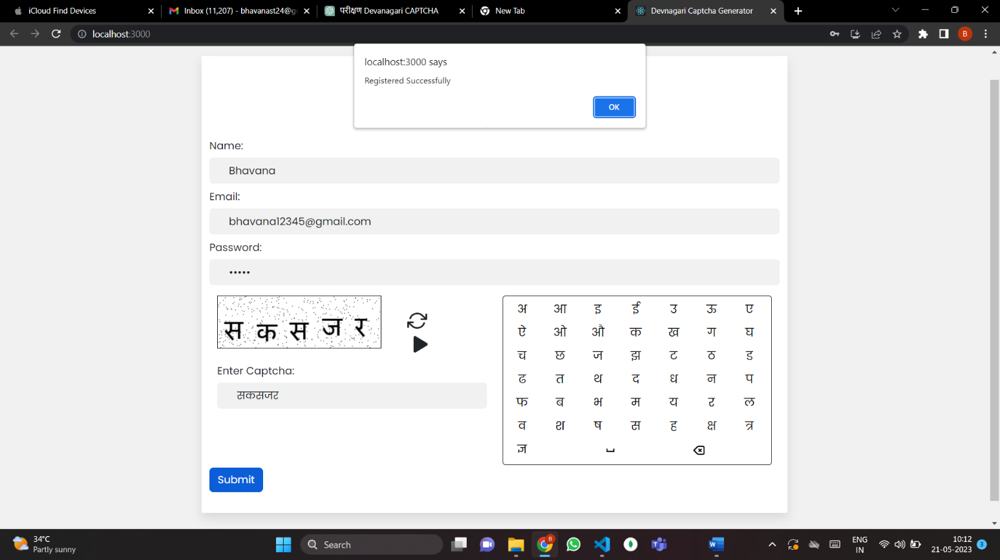 iCloud Find Devices
Inbox (11,207) - bhavanast24@g
परीक्षण Devanagari CAPTCHA
New Tab
Devnagari Captcha Generator
localhost:3000
B
localhost:3000 says
Registered Successfully
OK
Name:
Bhavana
Email:
bhavana12345@gmail.com
Password:
•••••
स क स ज र
Enter Captcha:
सकसजर
अ आ इ ई उ ऊ ए
ऐ ओ औ क ख ग घ
च छ ज झ ट ठ ड
ढ त थ द ध न प
फ ब भ म य र ल
व श ष स ह क्ष त्र
ज्ञ
Submit
34°C
Partly sunny
Search
B
T
W
ENG
IN
10:12
21-05-2023
3